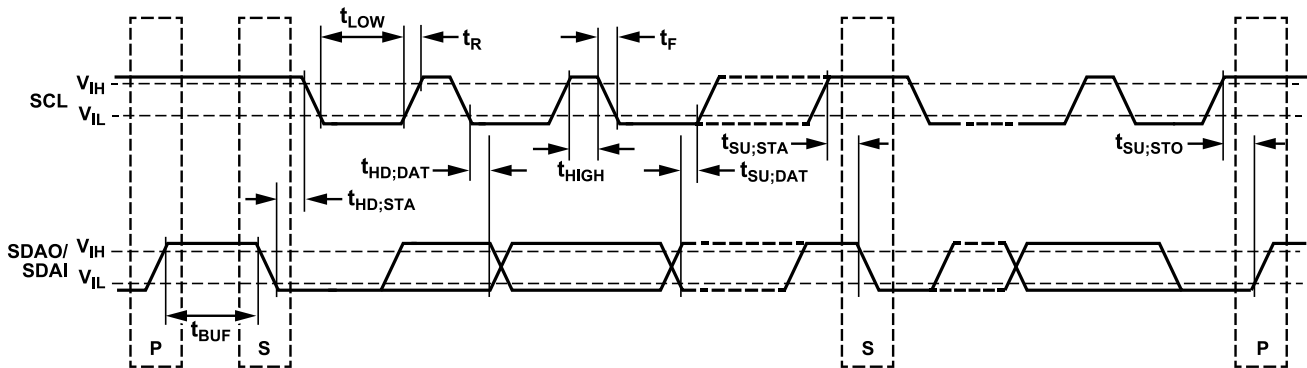 tLOW
tR
tF
VIH
SCL
VIL
tSU;STA
tSU;STO
tHD;DAT
tHIGH
tSU;DAT
tHD;STA
VIH
SDAO/
SDAI
VIL
tBUF
P
S
S
P